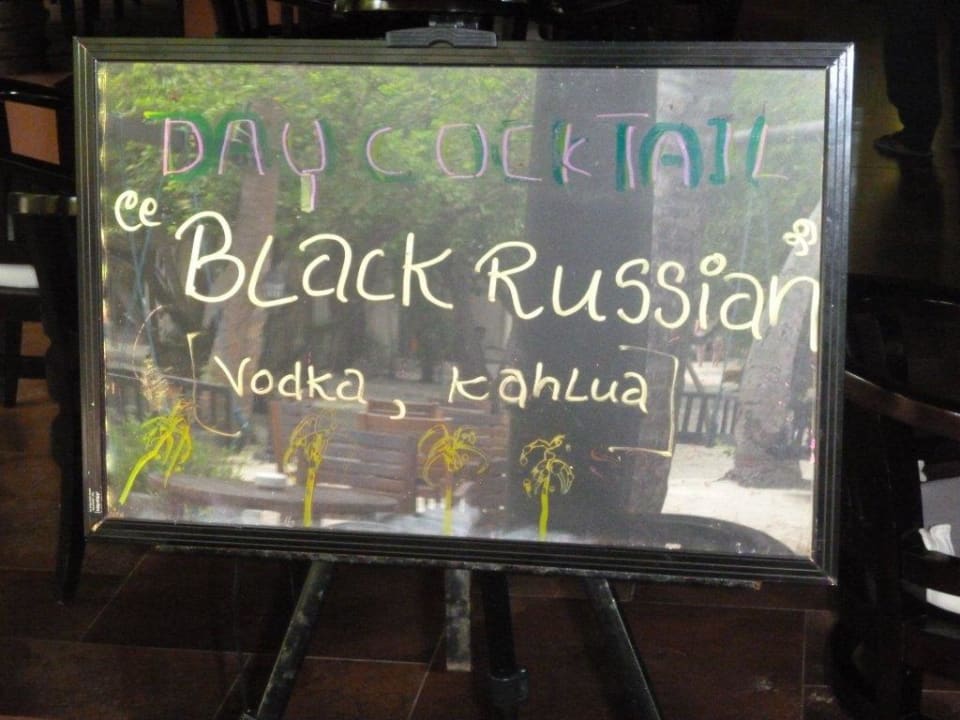 DAY COCKTAIL
"BLack Russian"
[Vodka, kahLua]